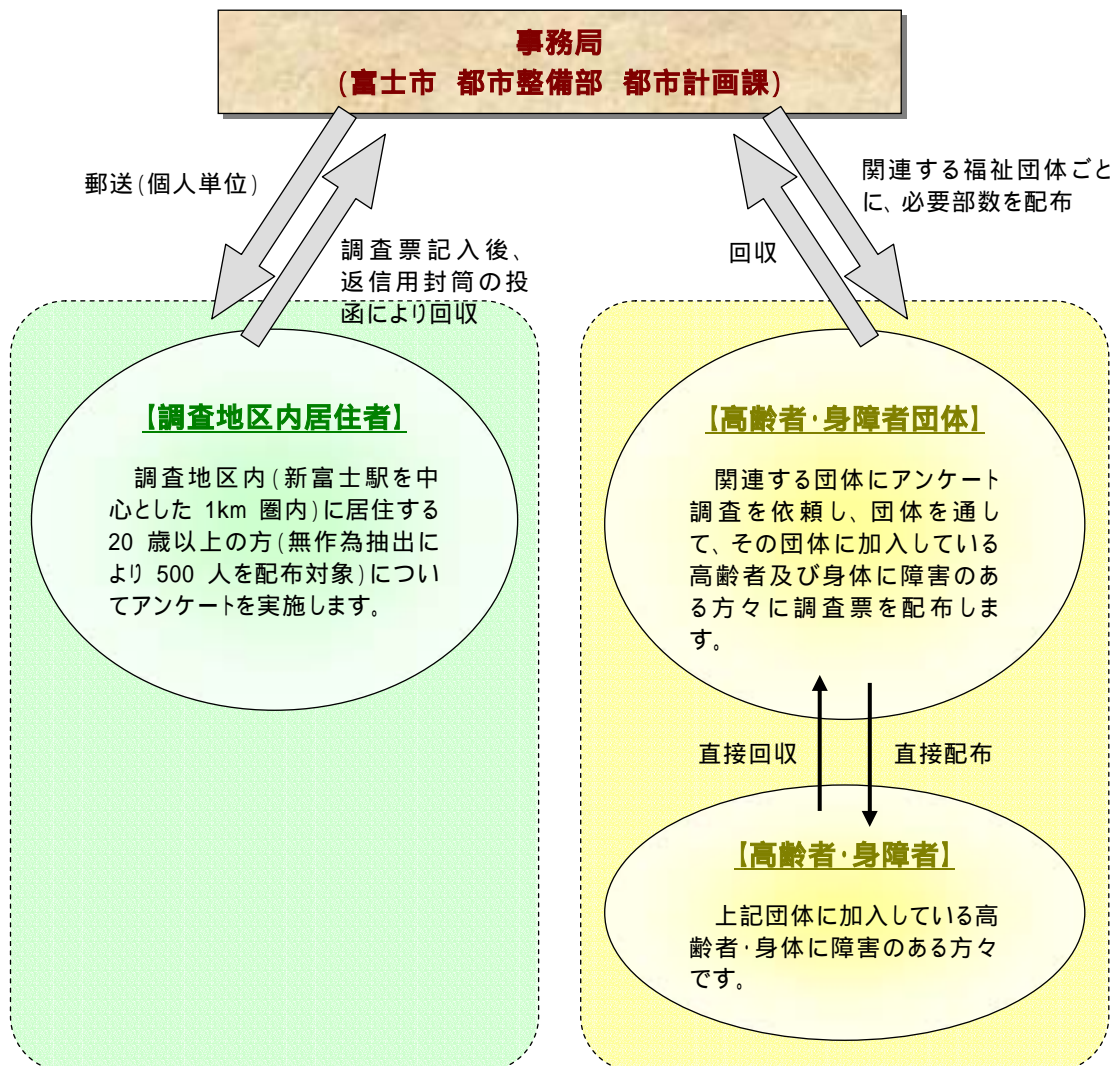 事務局
(富士市 都市整備部 都市計画課)
郵送(個人単位)
調査票記入後、
返信用封筒の投
函により回収
関連する福祉団体ごと
に、必要部数を配布
回収
【調査地区内居住者】
調査地区内(新富士駅を中
心とした 1km 圏内)に居住する
20 歳以上の方(無作為抽出に
より 500 人を配布対象)につい
てアンケートを実施します。
【高齢者・身障者団体】
関連する団体にアンケート
調査を依頼し、団体を通し
て、その団体に加入している
高齢者及び身体に障害のあ
る方々に調査票を配布しま
す。
直接回収
直接配布
【高齢者・身障者】
上記団体に加入している高
齢者・身体に障害のある方々
です。